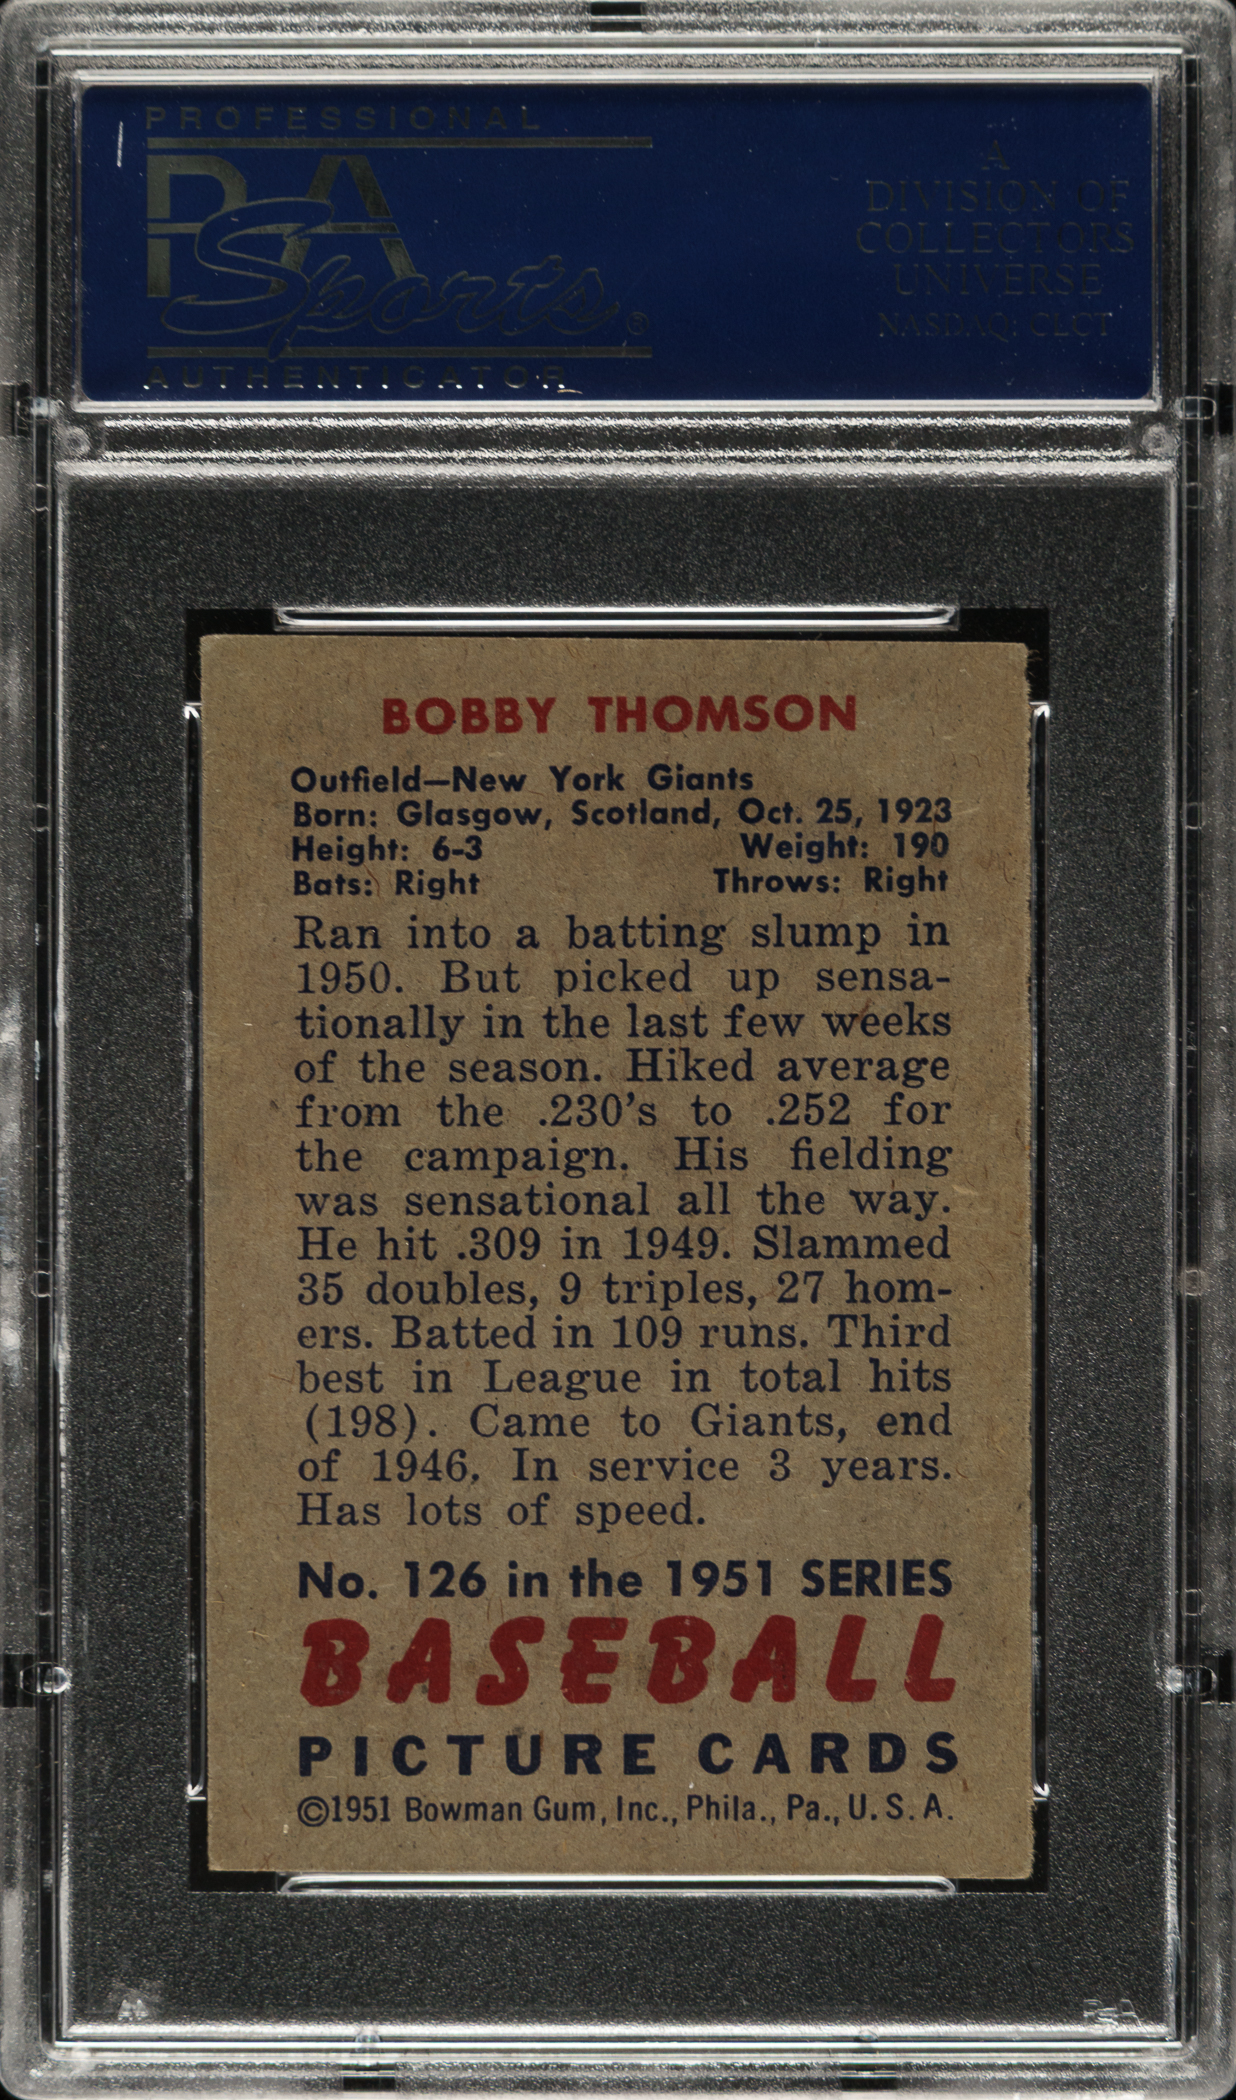 PROFESSIONAL
PSA
Sports®
AUTHENTICATOR
A
DIVISION OF
COLLECTORS
UNIVERSE
NASDAQ: CLCT
BOBBY THOMSON
Outfield—New York Giants
Born: Glasgow, Scotland, Oct. 25, 1923
Height: 6-3 Weight: 190
Bats: Right Throws: Right
Ran into a batting slump in
1950. But picked up sensa-
tionally in the last few weeks
of the season. Hiked average
from the .230's to .252 for
the campaign. His fielding
was sensational all the way.
He hit .309 in 1949. Slammed
35 doubles, 9 triples, 27 hom-
ers. Batted in 109 runs. Third
best in League in total hits
(198). Came to Giants, end
of 1946. In service 3 years.
Has lots of speed.
No. 126 in the 1951 SERIES
BASEBALL
PICTURE CARDS
©1951 Bowman Gum, Inc., Phila., Pa., U.S.A.
PSA